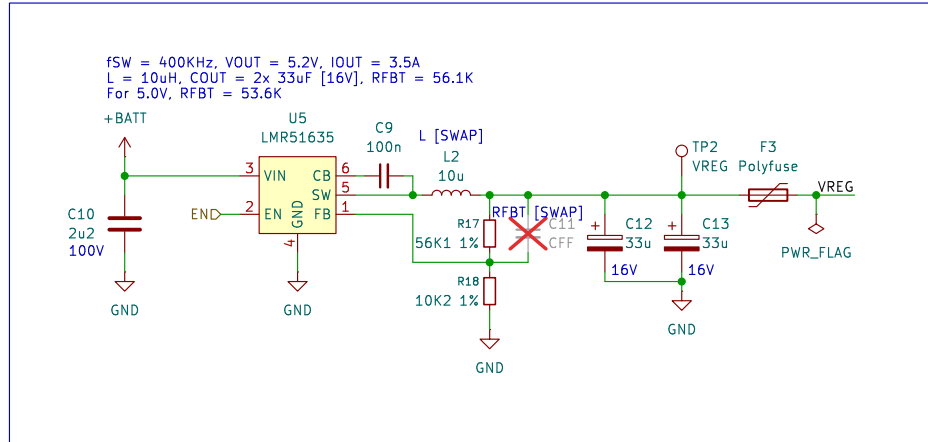 fSW = 400KHz, VOUT = 5.2V, IOUT = 3.5A
L = 10uH, COUT = 2x 33uF [16V], RFBT = 56.1K
For 5.0V, RFBT = 53.6K
+BATT
U5
LMR51635
C9
100n
L [SWAP]
L2
10u
TP2
VREG
F3
Polyfuse
3
VIN
CB
6
SW
5
2
EN
FB
1
GND
4
END
C10
2u2
100V
GND
GND
RFBT [SWAP]
R17
56K1 1%
C11
CFF
R18
10K2 1%
GND
C12
33u
16V
C13
33u
16V
GND
VREG
PWR_FLAG
+
+